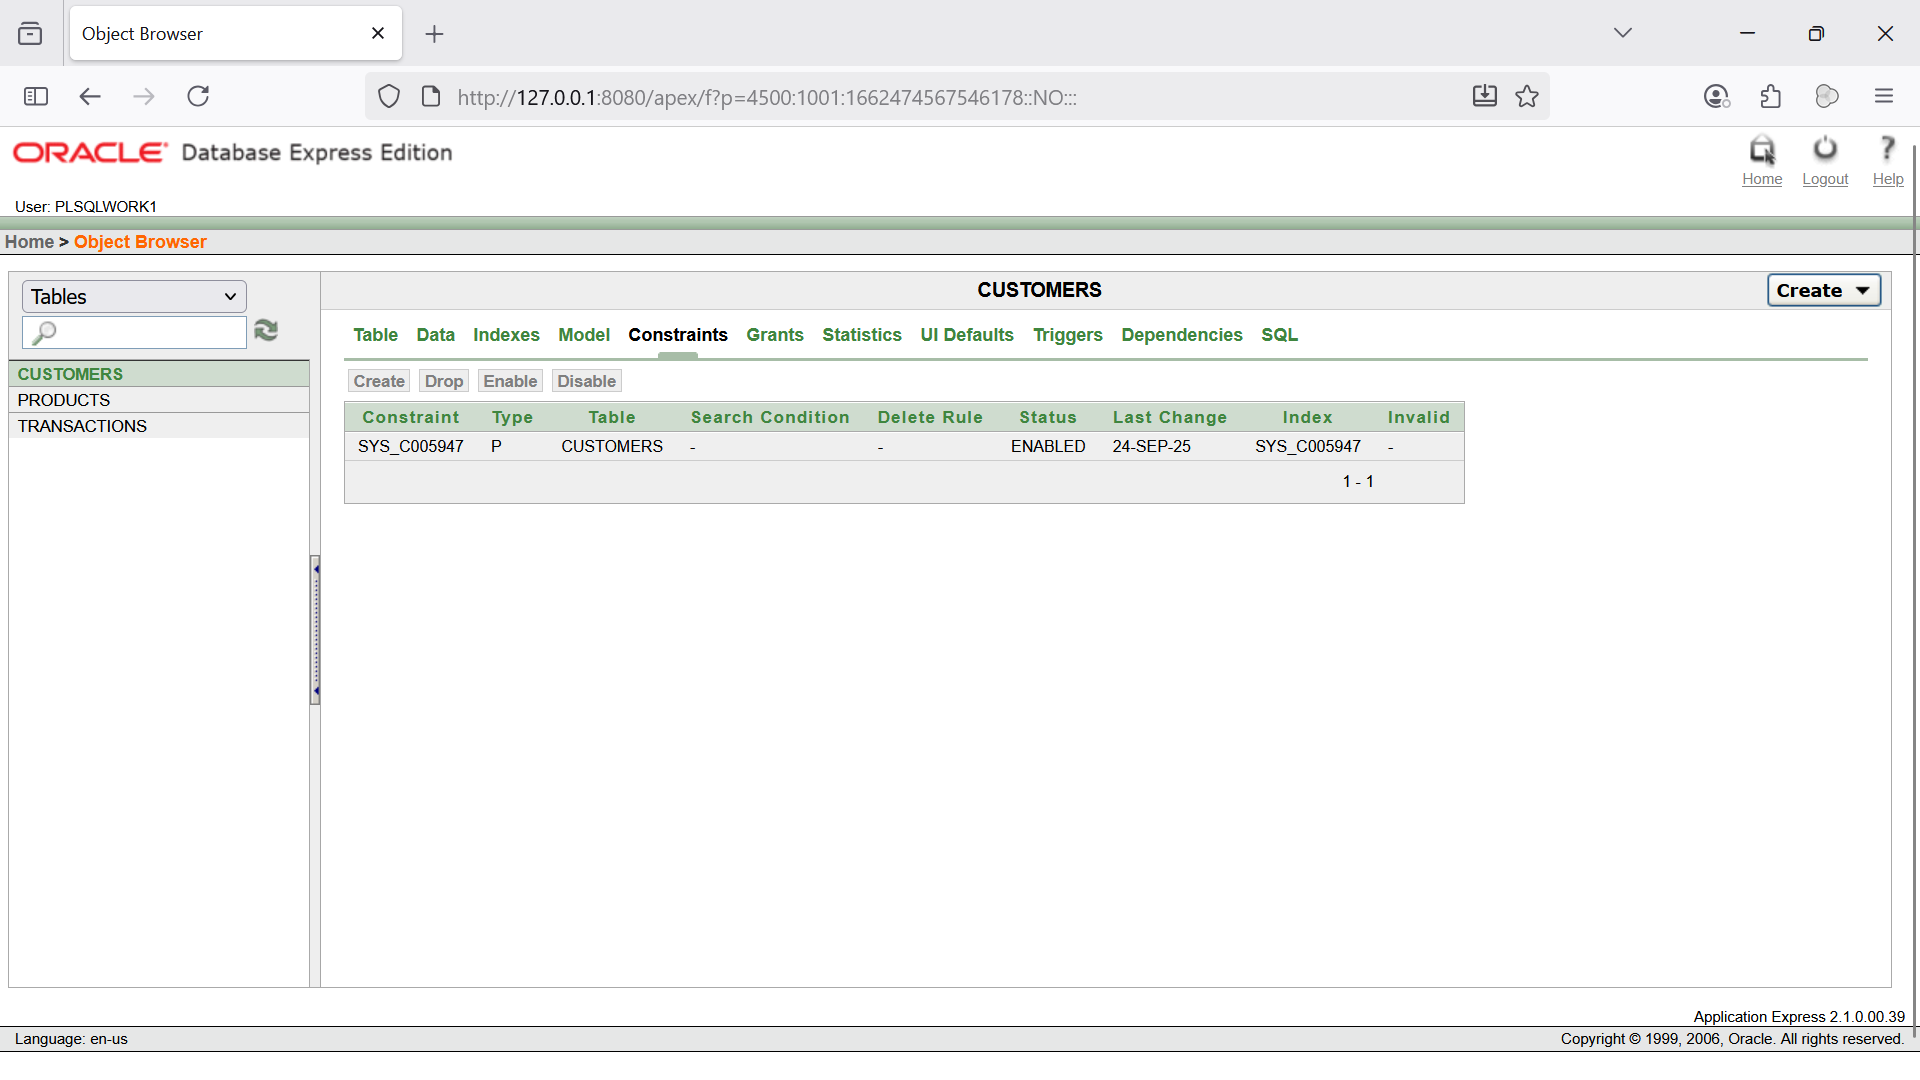 Object Browser
http://127.0.0.1:8080/apex/f?p=4500:1001:1662474567546178::NO:::
ORACLE Database Express Edition
Home Logout Help
User: PLSQLWORK1
Home > Object Browser
Tables
CUSTOMERS
PRODUCTS
TRANSACTIONS
CUSTOMERS
Create
Table Data Indexes Model Constraints Grants Statistics UI Defaults Triggers Dependencies SQL
Create Drop Enable Disable
Constraint Type Table Search Condition Delete Rule Status Last Change Index Invalid
SYS_C005947 P CUSTOMERS - - ENABLED 24-SEP-25 SYS_C005947 -
1 - 1
Application Express 2.1.0.00.39
Language: en-us
Copyright © 1999, 2006, Oracle. All rights reserved.